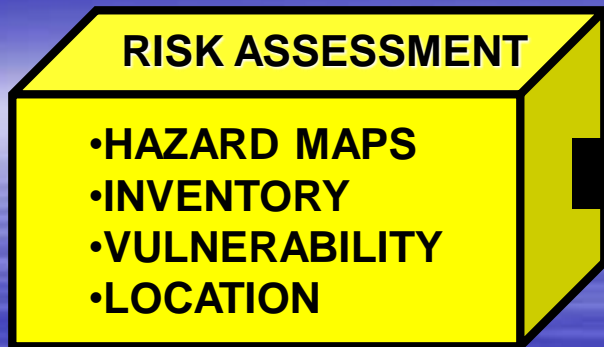 RISK ASSESSMENT
•HAZARD MAPS
•INVENTORY
•VULNERABILITY
•LOCATION